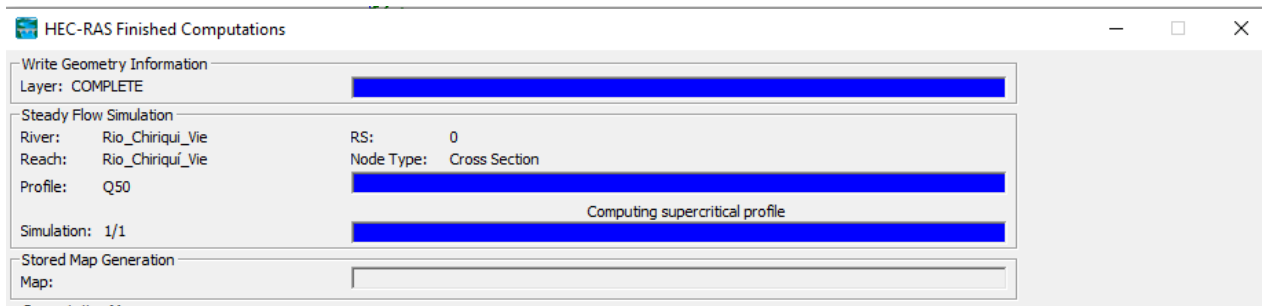 HEC-RAS Finished Computations
Write Geometry Information
Layer: COMPLETE
Steady Flow Simulation
River: Rio_Chiriqui_Vie RS: 0
Reach: Rio_Chiriquí_Vie Node Type: Cross Section
Profile: Q50
Computing supercritical profile
Simulation: 1/1
Stored Map Generation
Map: